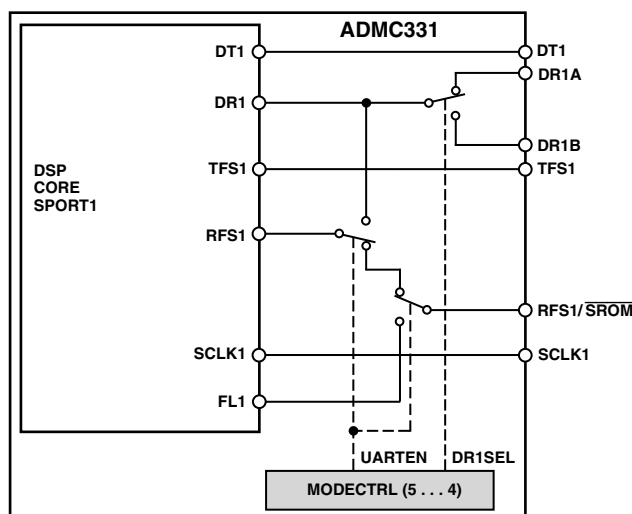 ADMC331
DT1
DT1
DR1A
DR1
DR1B
DSP
CORE
SPORT1
TFS1
TFS1
RFS1
RFS1/SROM
SCLK1
SCLK1
FL1
UARTEN
DR1SEL
MODECTRL (5 . . . 4)